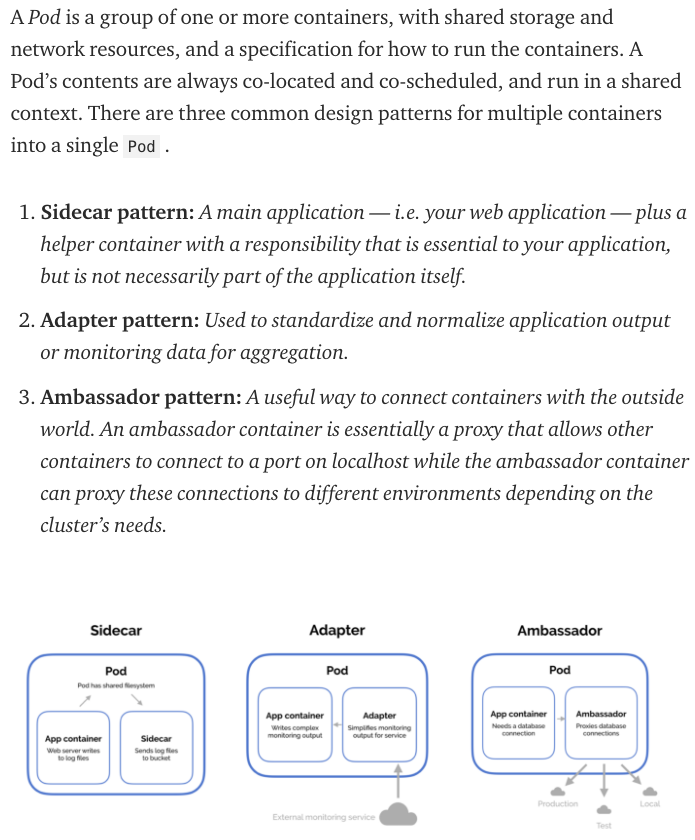 A Pod is a group of one or more containers, with shared storage and
network resources, and a specification for how to run the containers. A
Pod’s contents are always co-located and co-scheduled, and run in a shared
context. There are three common design patterns for multiple containers
into a single Pod .
1. Sidecar pattern: A main application — i.e. your web application — plus a
helper container with a responsibility that is essential to your application,
but is not necessarily part of the application itself.
2. Adapter pattern: Used to standardize and normalize application output
or monitoring data for aggregation.
3. Ambassador pattern: A useful way to connect containers with the outside
world. An ambassador container is essentially a proxy that allows other
containers to connect to a port on localhost while the ambassador container
can proxy these connections to different environments depending on the
cluster’s needs.
Sidecar
Pod
Pod has shared filesystem
App container
Web server writes
to log files
Sidecar
Sends log files
to bucket
Adapter
Pod
App container
Writes complex
monitoring output
Adapter
Simplifies monitoring
output for service
External monitoring service
Ambassador
Pod
App container
Needs a database
connection
Ambassador
Proxies database
connections
Production
Test
Local